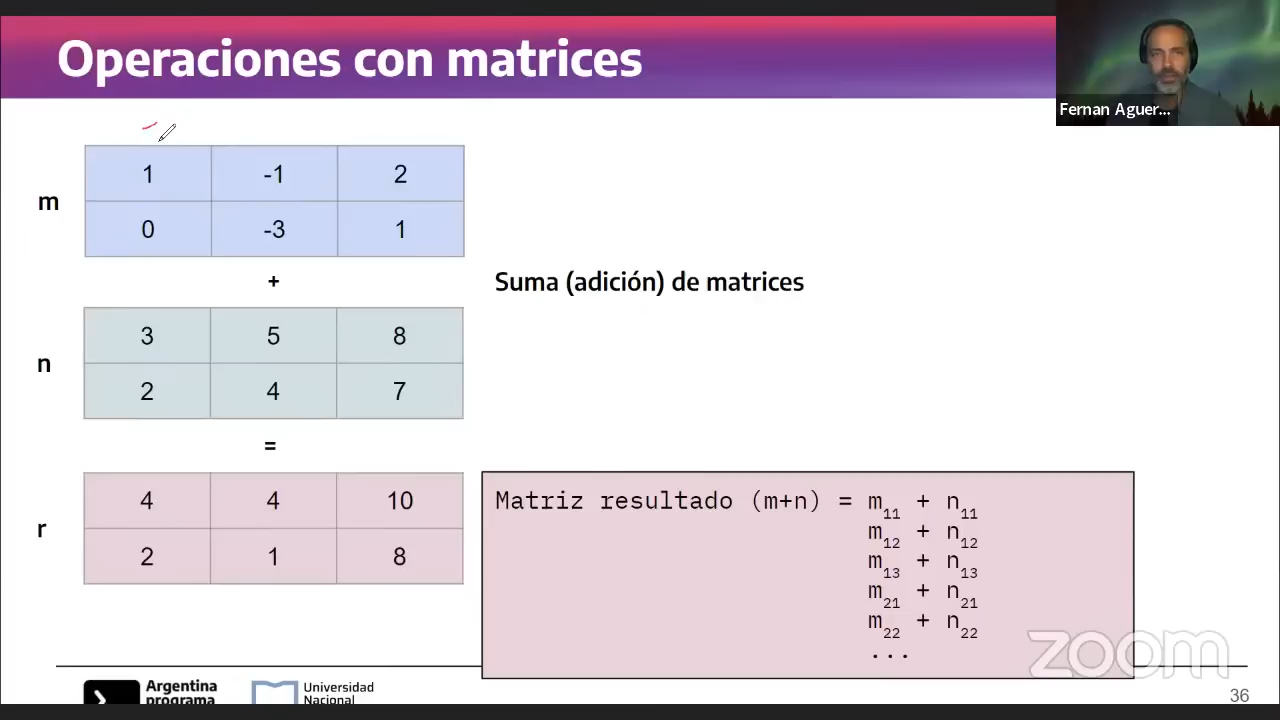 Operaciones con matrices
Fernan Aguer...
m
1 -1 2
0 -3 1
+
Suma (adición) de matrices
n
3 5 8
2 4 7
=
r
4 4 10
2 1 8
Matriz resultado (m+n) = m11 + n11
m12 + n12
m13 + n13
m21 + n21
m22 + n22
...
zoom
Argentina
programa
Universidad
Nacional
36